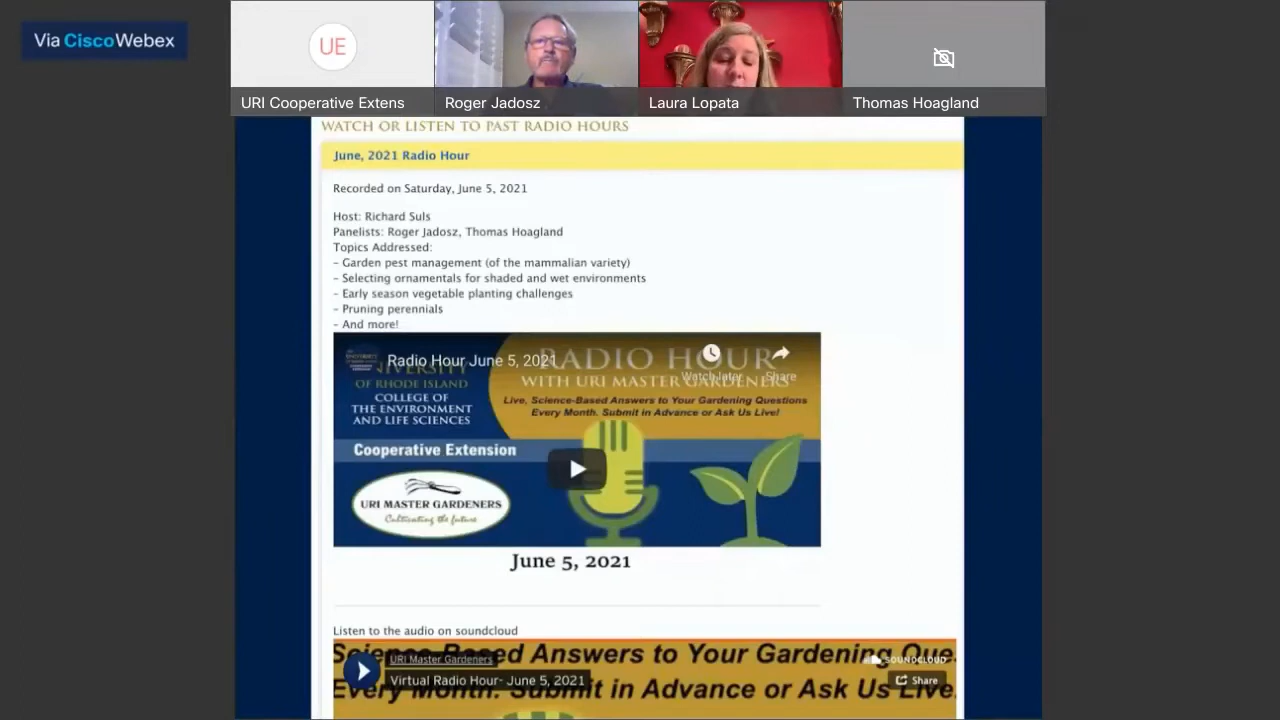 Via CiscoWebex
UE
URI Cooperative Extens
Roger Jadosz
Laura Lopata
Thomas Hoagland
WATCH OR LISTEN TO PAST RADIO HOURS
June, 2021 Radio Hour
Recorded on Saturday, June 5, 2021
Host: Richard Suls
Panelists: Roger Jadosz, Thomas Hoagland
Topics Addressed:
- Garden pest management (of the mammalian variety)
- Selecting ornamentals for shaded and wet environments
- Early season vegetable planting challenges
- Pruning perennials
- And more!
Radio Hour June 5, 2021
RADIO HOUR
Watch later
Share
WITH URI MASTER GARDENERS
UNIVERSITY
OF RHODE ISLAND
COLLEGE OF
THE ENVIRONMENT
AND LIFE SCIENCES
Live, Science-Based Answers to Your Gardening Questions
Every Month. Submit in Advance or Ask Us Live!
Cooperative Extension
URI MASTER GARDENERS
Cultivating the future
June 5, 2021
Listen to the audio on soundcloud
Science-Based Answers to Your Gardening Que
URI Master Gardeners
SOUNDCLOUD
Every Month. Submit in Advance or Ask Us Live
Virtual Radio Hour- June 5, 2021
Share